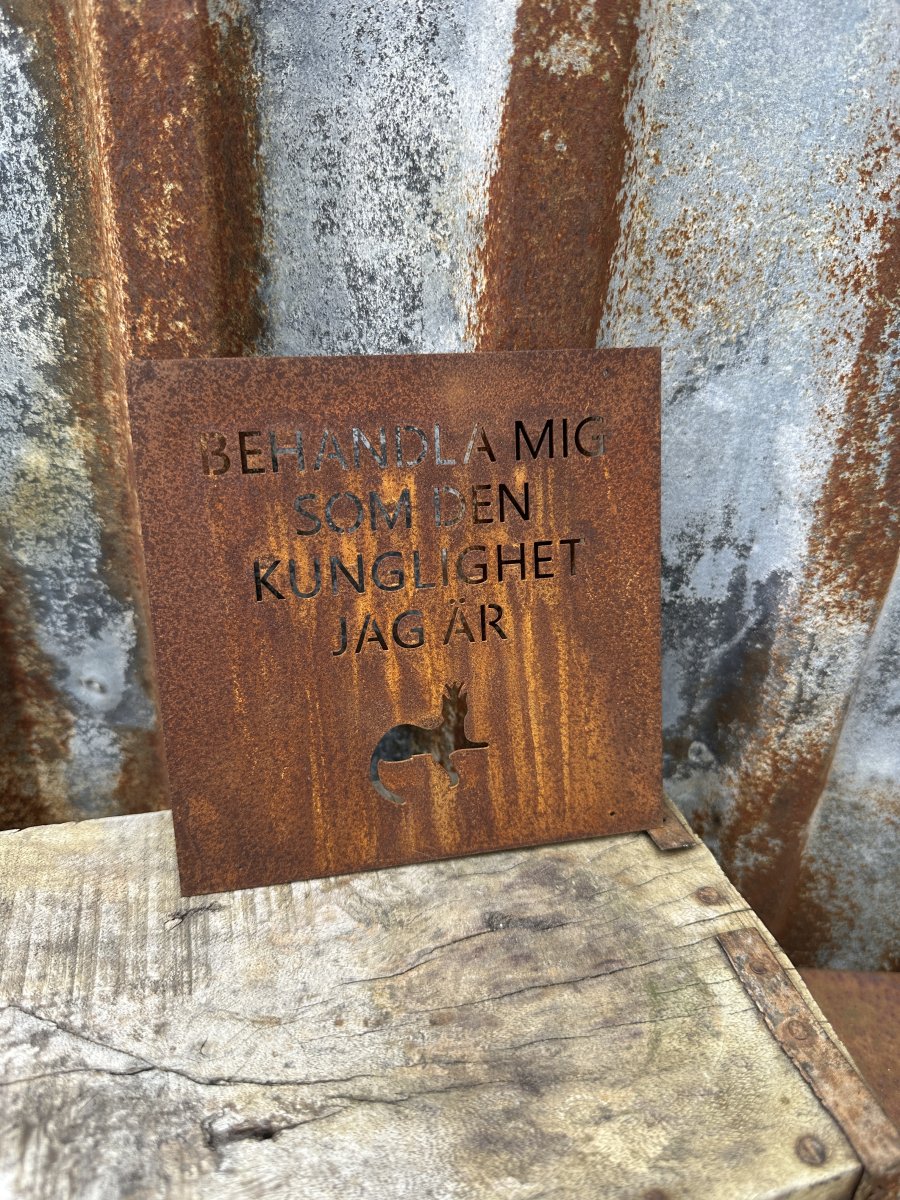 BEHANDLA MIG
SOM DEN
KUNGLIGHET
JAG ÄR